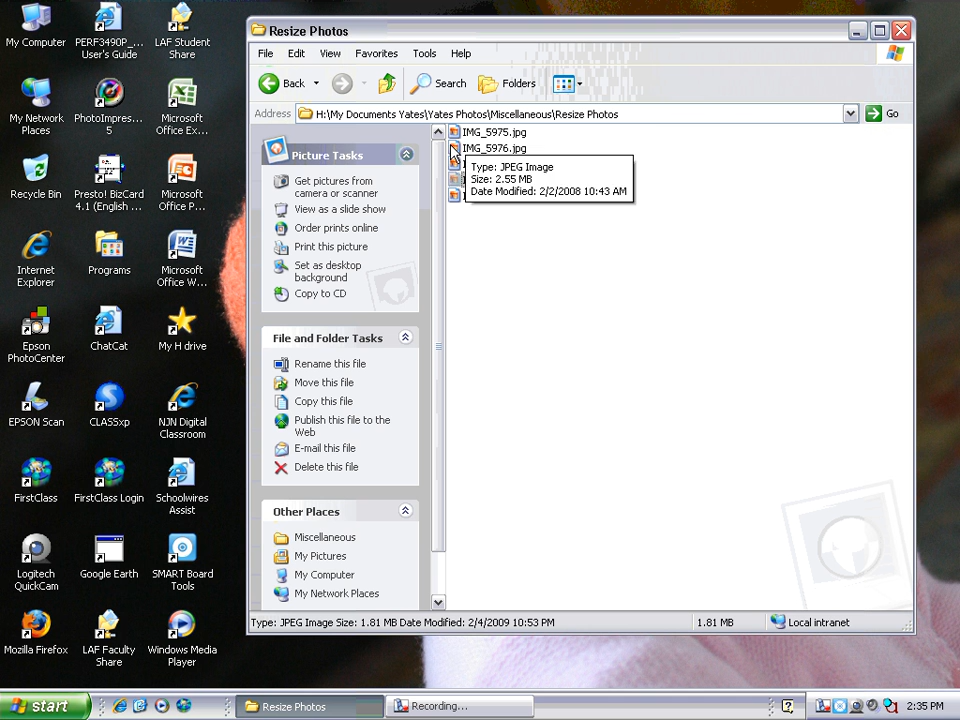 My Computer
PERF3490P_...
User's Guide
LAF Student
Share
My Network
Places
PhotoImpres...
5
Microsoft
Office Ex...
Recycle Bin
Presto! BizCard
4.1 (English ...
Microsoft
Office P...
Internet
Explorer
Programs
Microsoft
Office W...
Epson
PhotoCenter
ChatCat
My H drive
EPSON Scan
CLASSxp
NJN Digital
Classroom
FirstClass
FirstClass Login
Schoolwires
Assist
Logitech
QuickCam
Google Earth
SMART Board
Tools
Mozilla Firefox
LAF Faculty
Share
Windows Media
Player
Resize Photos
File Edit View Favorites Tools Help
Back Search Folders
Address H:\My Documents Yates\Yates Photos\Miscellaneous\Resize Photos Go
Picture Tasks
Get pictures from
camera or scanner
View as a slide show
Order prints online
Print this picture
Set as desktop
background
Copy to CD
File and Folder Tasks
Rename this file
Move this file
Copy this file
Publish this file to the
Web
E-mail this file
Delete this file
Other Places
Miscellaneous
My Pictures
My Computer
My Network Places
IMG_5975.jpg
IMG_5976.jpg
Type: JPEG Image
Size: 2.55 MB
Date Modified: 2/2/2008 10:43 AM
Type: JPEG Image Size: 1.81 MB Date Modified: 2/4/2009 10:53 PM 1.81 MB Local intranet
start Resize Photos Recording... 2:35 PM